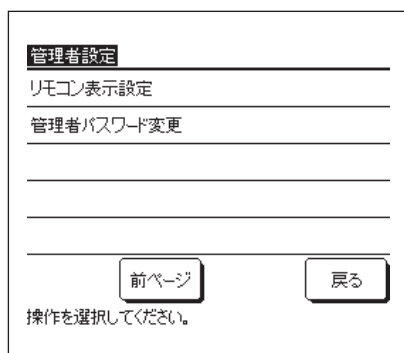 管理者設定
リモコン表示設定
管理者パスワード変更
前ページ 戻る
操作を選択してください。